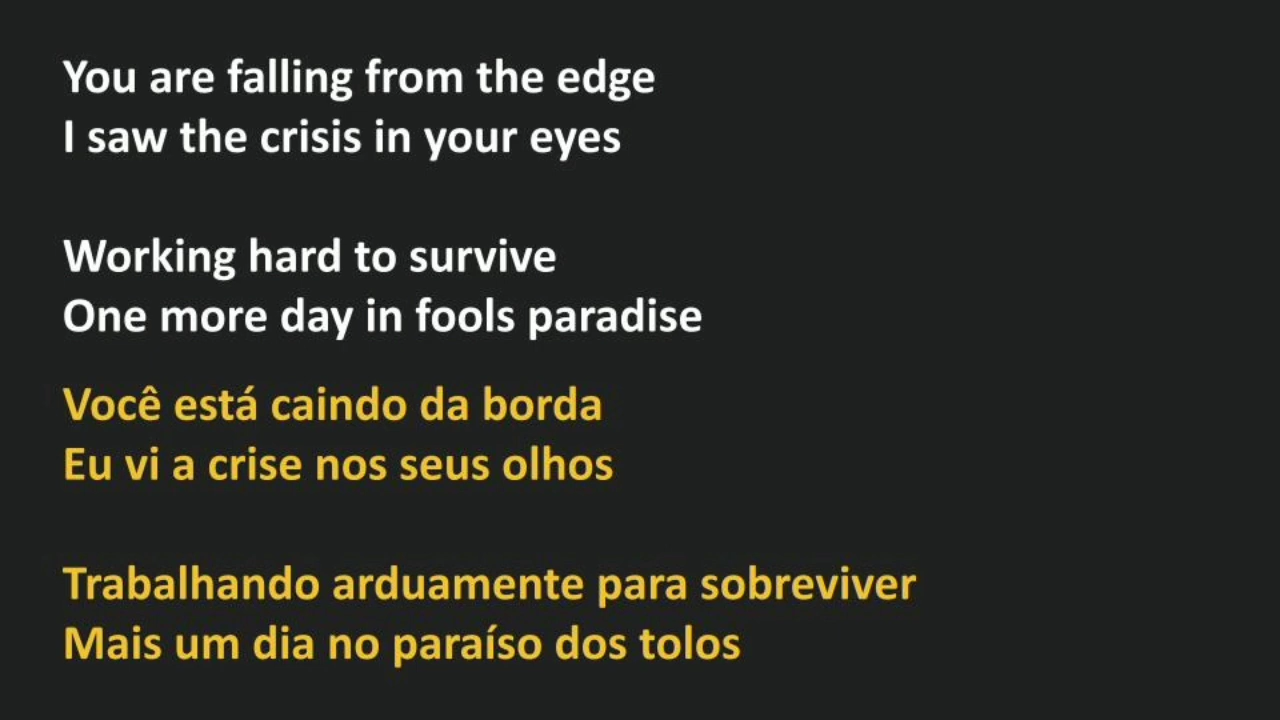 You are falling from the edge
I saw the crisis in your eyes
Working hard to survive
One more day in fools paradise
Você está caindo da borda
Eu vi a crise nos seus olhos
Trabalhando arduamente para sobreviver
Mais um dia no paraíso dos tolos